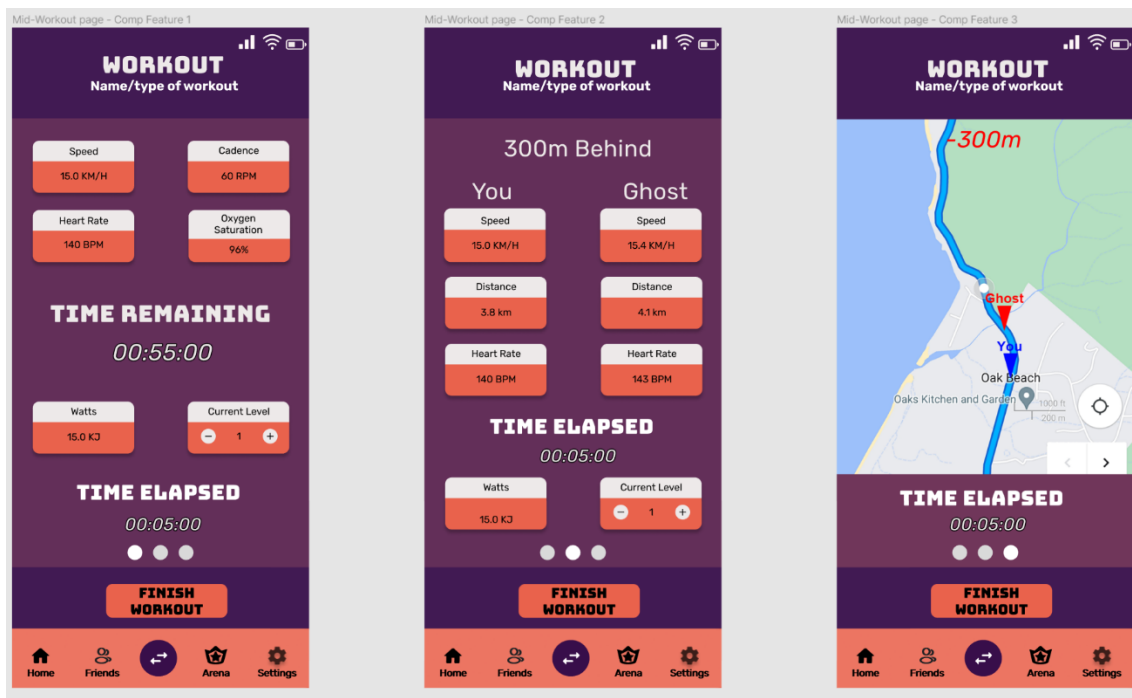 Mid-Workout page - Comp Feature 1
WORKOUT
Name/type of workout
Speed
15.0 KM/H
Cadence
60 RPM
Heart Rate
140 BPM
Oxygen
Saturation
96%
TIME REMAINING
00:55:00
Watts
15.0 KJ
Current Level
1
TIME ELAPSED
00:05:00
FINISH
WORKOUT
Home
Friends
Arena
Settings
Mid-Workout page - Comp Feature 2
WORKOUT
Name/type of workout
300m Behind
You
Ghost
Speed
15.0 KM/H
Speed
15.4 KM/H
Distance
3.8 km
Distance
4.1 km
Heart Rate
140 BPM
Heart Rate
143 BPM
TIME ELAPSED
00:05:00
Watts
15.0 KJ
Current Level
1
FINISH
WORKOUT
Home
Friends
Arena
Settings
Mid-Workout page - Comp Feature 3
WORKOUT
Name/type of workout
-300m
Ghost
You
Oak Beach
Oaks Kitchen and Garden
1000 ft
200 m
TIME ELAPSED
00:05:00
FINISH
WORKOUT
Home
Friends
Arena
Settings